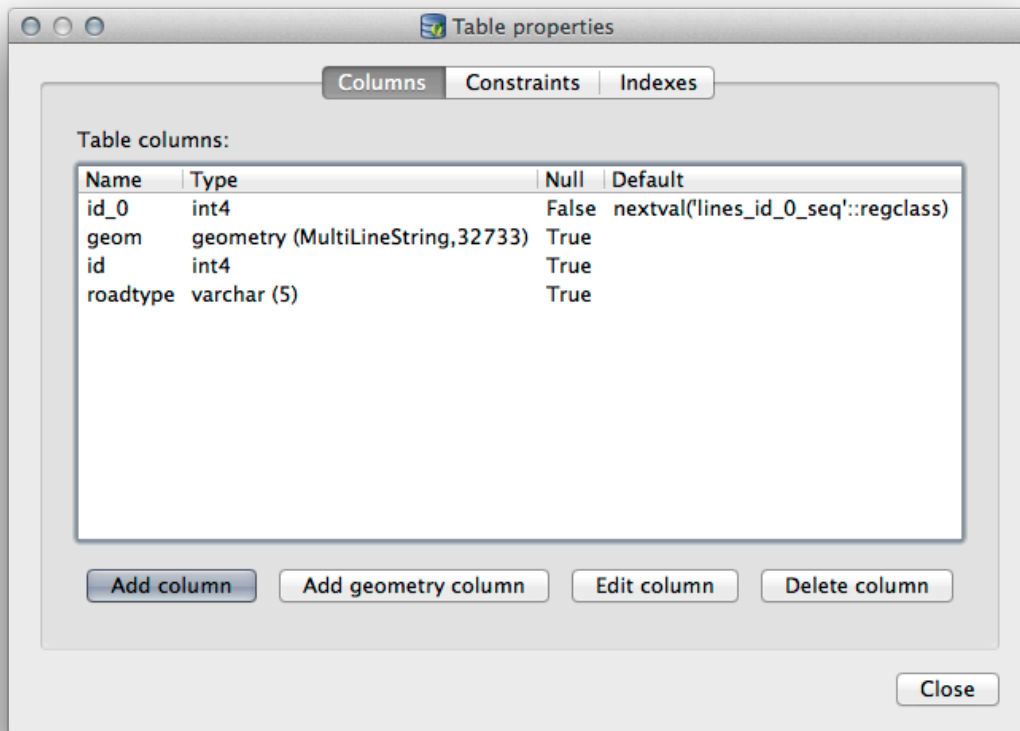 Table properties
Columns Constraints Indexes
Table columns:
Name Type Null Default
id_0 int4 False nextval('lines_id_0_seq'::regclass)
geom geometry (MultiLineString,32733) True
id int4 True
roadtype varchar (5) True
Add column Add geometry column Edit column Delete column
Close